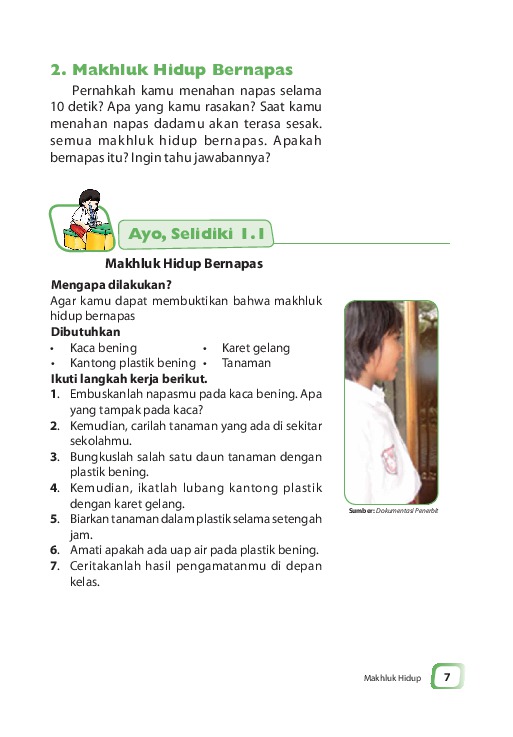 2. Makhluk Hidup Bernapas
Pernahkah kamu menahan napas selama
10 detik? Apa yang kamu rasakan? Saat kamu
menahan napas dadamu akan terasa sesak.
semua makhluk hidup bernapas. Apakah
bernapas itu? Ingin tahu jawabannya?
Ayo, Selidiki 1.1
Makhluk Hidup Bernapas
Mengapa dilakukan?
Agar kamu dapat membuktikan bahwa makhluk
hidup bernapas
Dibutuhkan
• Kaca bening • Karet gelang
• Kantong plastik bening • Tanaman
Ikuti langkah kerja berikut.
1. Embuskanlah napasmu pada kaca bening. Apa
yang tampak pada kaca?
2. Kemudian, carilah tanaman yang ada di sekitar
sekolahmu.
3. Bungkuslah salah satu daun tanaman dengan
plastik bening.
4. Kemudian, ikatlah lubang kantong plastik
dengan karet gelang.
5. Biarkan tanaman dalam plastik selama setengah
jam.
6. Amati apakah ada uap air pada plastik bening.
7. Ceritakanlah hasil pengamatanmu di depan
kelas.
Sumber: Dokumentasi Penerbit
Makhluk Hidup 7